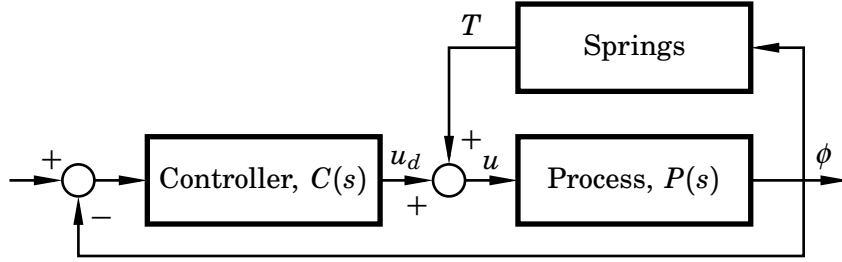 T
Springs
+
+
Controller, C(s)
u_d
+
u
Process, P(s)
ϕ
−